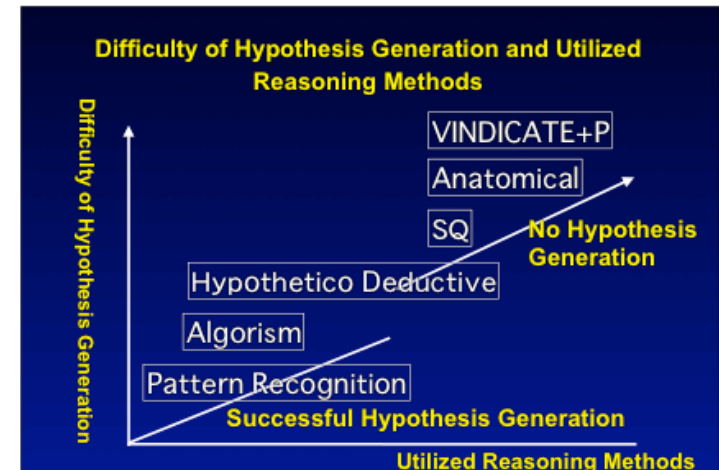 Difficulty of Hypothesis Generation and Utilized
Reasoning Methods
Difficulty of Hypothesis Generation
VINDICATE+P
Anatomical
SQ
No Hypothesis
Generation
Hypothetico Deductive
Algorism
Pattern Recognition
Successful Hypothesis Generation
Utilized Reasoning Methods